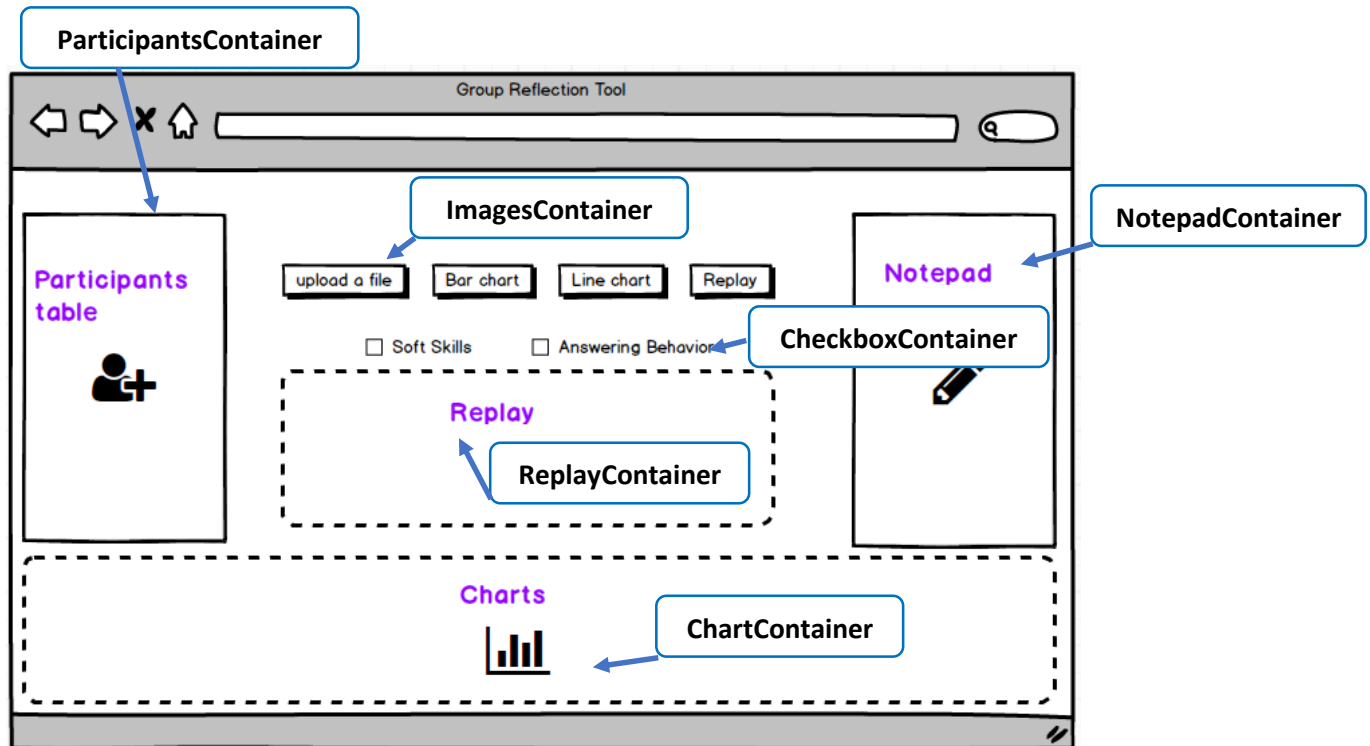 ParticipantsContainer
Group Reflection Tool
ImagesContainer
NotepadContainer
Participants
table
upload a file
Bar chart
Line chart
Replay
Notepad
Soft Skills
Answering Behavior
CheckboxContainer
Replay
ReplayContainer
Charts
ChartContainer